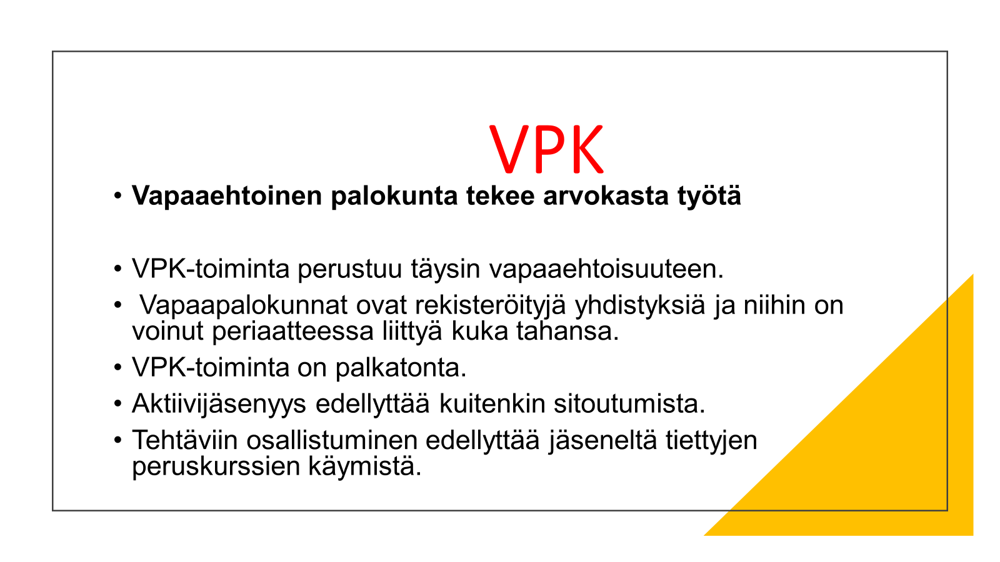 VPK
• Vapaaehtoinen palokunta tekee arvokasta työtä
• VPK-toiminta perustuu täysin vapaaehtoisuuteen.
• Vapaapalokunnat ovat rekisteröityjä yhdistyksiä ja niihin on
voinut periaatteessa liittyä kuka tahansa.
• VPK-toiminta on palkatonta.
• Aktiivijäsenyys edellyttää kuitenkin sitoutumista.
• Tehtäviin osallistuminen edellyttää jäseneltä tiettyjen
peruskurssien käymistä.